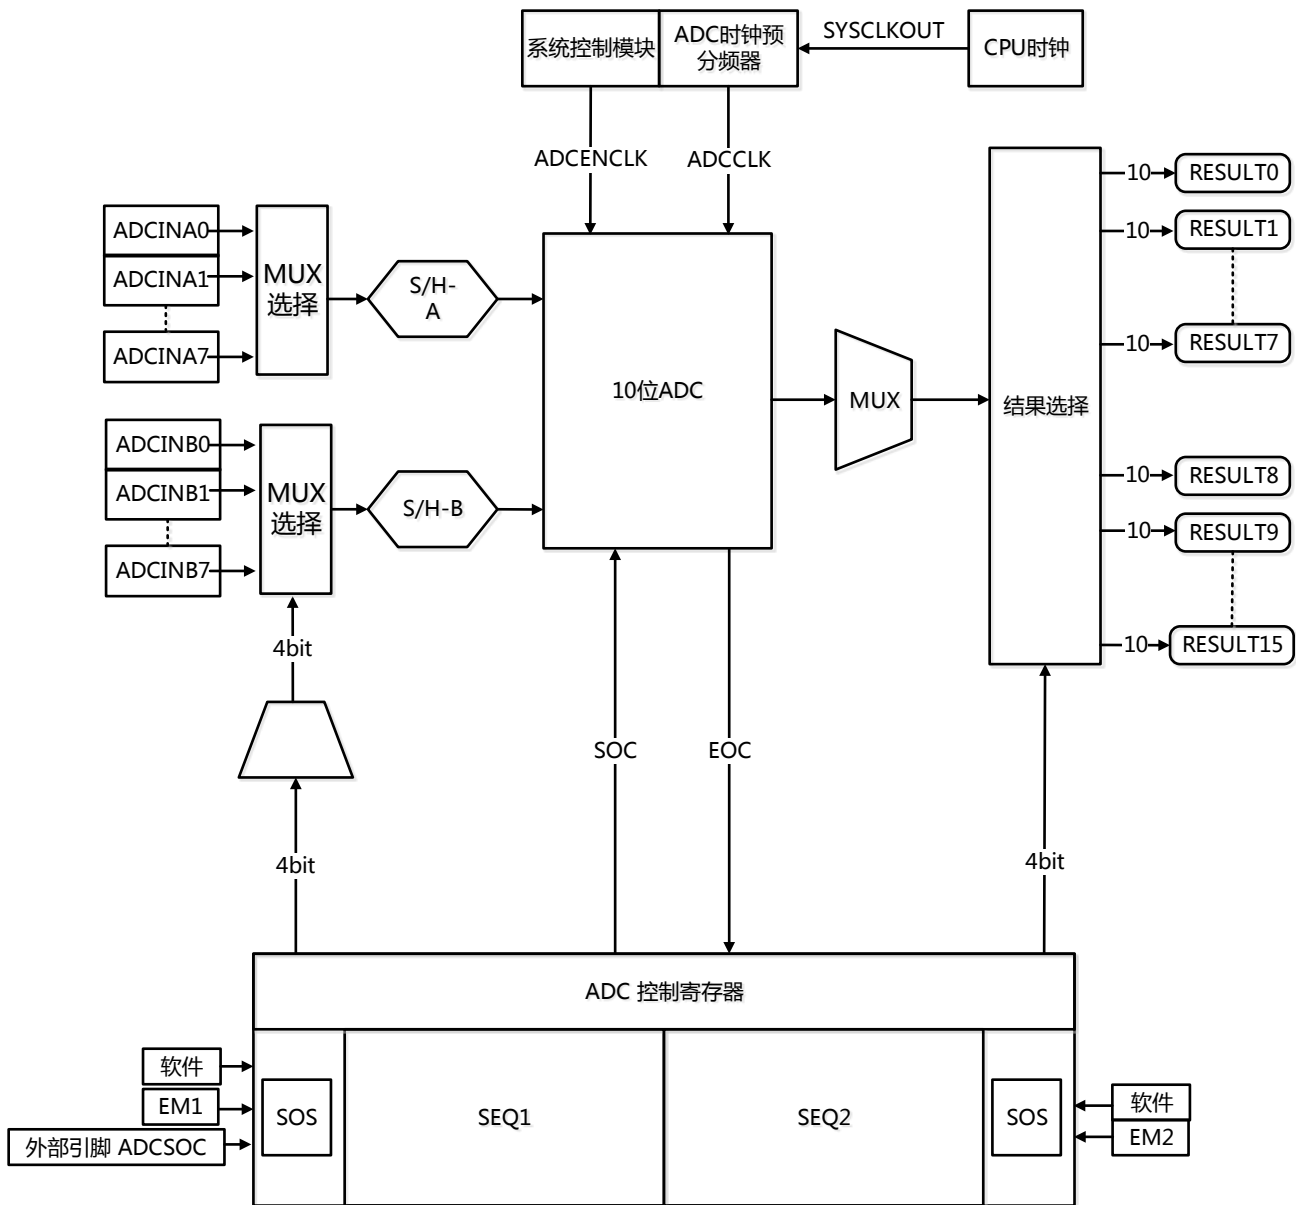 系统控制模块
ADC时钟预
分频器
SYSCLKOUT
CPU时钟
ADCENCLK
ADCCLK
ADCINA0
ADCINA1
ADCINA7
MUX
选择
S/H-
A
ADCINB0
ADCINB1
ADCINB7
MUX
选择
S/H-B
10位ADC
MUX
结果选择
10
RESULT0
10
RESULT1
10
RESULT7
10
RESULT8
10
RESULT9
10
RESULT15
4bit
4bit
SOC
EOC
4bit
ADC 控制寄存器
软件
EM1
外部引脚 ADCSOC
SOS
SEQ1
SEQ2
SOS
软件
EM2